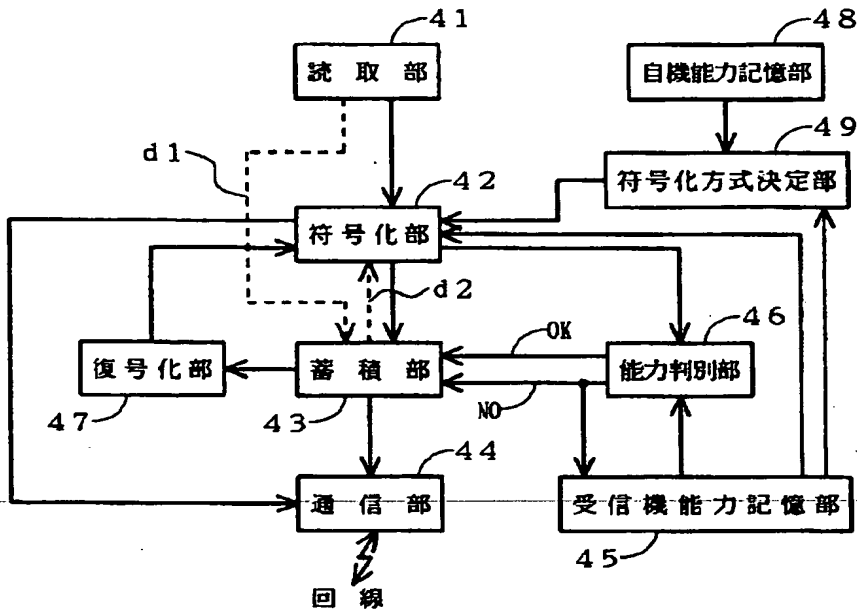 41
読取部
48
自機能力記憶部
49
符号化方式決定部
d1
42
符号化部
d2
46
能力判別部
OK
NO
復号化部
47
蓄積部
43
44
通信部
受信機能力記憶部
45
回線